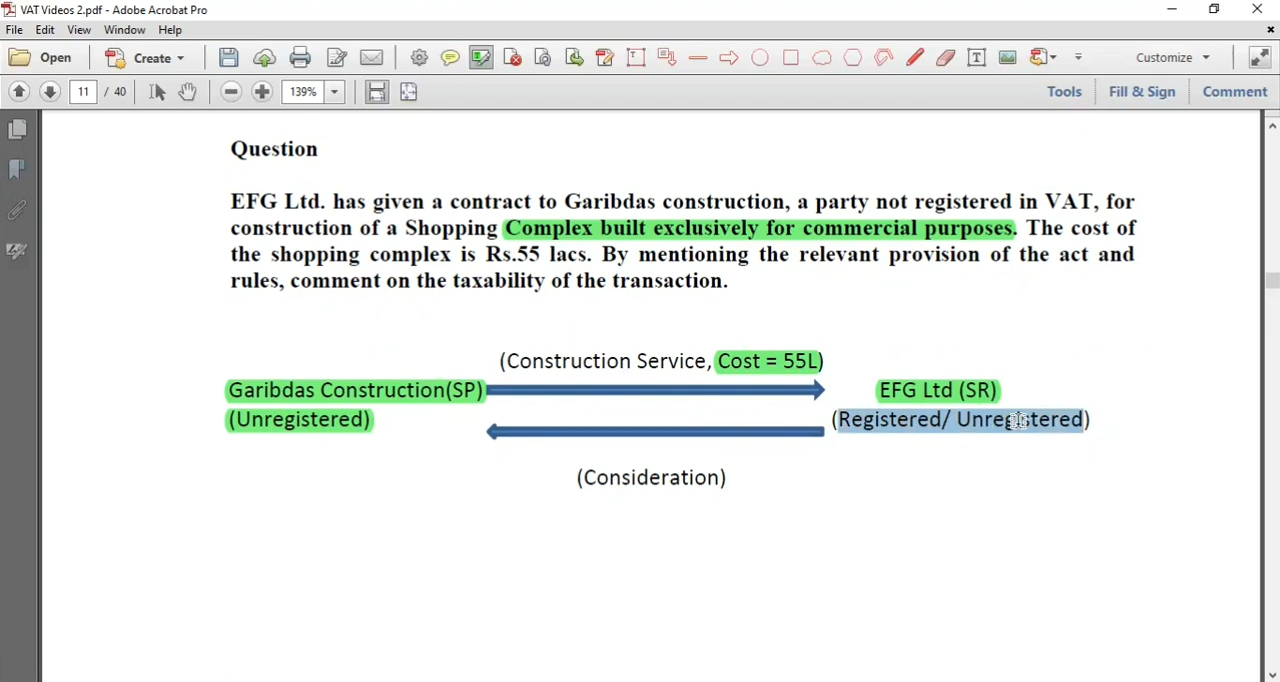 VAT Videos 2.pdf - Adobe Acrobat Pro
File Edit View Window Help
Open Create Customize
11 / 40 139% Tools Fill & Sign Comment
Question
EFG Ltd. has given a contract to Garibdas construction, a party not registered in VAT, for
construction of a Shopping Complex built exclusively for commercial purposes. The cost of
the shopping complex is Rs.55 lacs. By mentioning the relevant provision of the act and
rules, comment on the taxability of the transaction.
(Construction Service, Cost = 55L)
Garibdas Construction(SP) EFG Ltd (SR)
(Unregistered) (Registered/ Unregistered)
(Consideration)